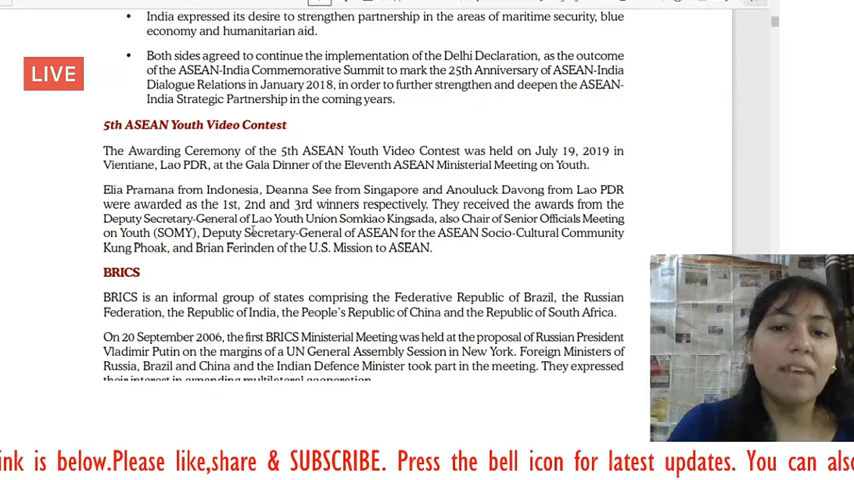 • India expressed its desire to strengthen partnership in the areas of maritime security, blue
economy and humanitarian aid.
• Both sides agreed to continue the implementation of the Delhi Declaration, as the outcome
of the ASEAN-India Commemorative Summit to mark the 25th Anniversary of ASEAN-India
Dialogue Relations in January 2018, in order to further strengthen and deepen the ASEAN-
India Strategic Partnership in the coming years.
LIVE
5th ASEAN Youth Video Contest
The Awarding Ceremony of the 5th ASEAN Youth Video Contest was held on July 19, 2019 in
Vientiane, Lao PDR, at the Gala Dinner of the Eleventh ASEAN Ministerial Meeting on Youth.
Elia Pramana from Indonesia, Deanna See from Singapore and Anouluck Davong from Lao PDR
were awarded as the 1st, 2nd and 3rd winners respectively. They received the awards from the
Deputy Secretary-General of Lao Youth Union Somkiao Kingsada, also Chair of Senior Officials Meeting
on Youth (SOMY), Deputy Secretary-General of ASEAN for the ASEAN Socio-Cultural Community
Kung Phoak, and Brian Ferinden of the U.S. Mission to ASEAN.
BRICS
BRICS is an informal group of states comprising the Federative Republic of Brazil, the Russian
Federation, the Republic of India, the People's Republic of China and the Republic of South Africa.
On 20 September 2006, the first BRICS Ministerial Meeting was held at the proposal of Russian President
Vladimir Putin on the margins of a UN General Assembly Session in New York. Foreign Ministers of
Russia, Brazil and China and the Indian Defence Minister took part in the meeting. They expressed
their interest in expanding multilateral cooperation.
ink is below.Please like,share & SUBSCRIBE. Press the bell icon for latest updates. You can also